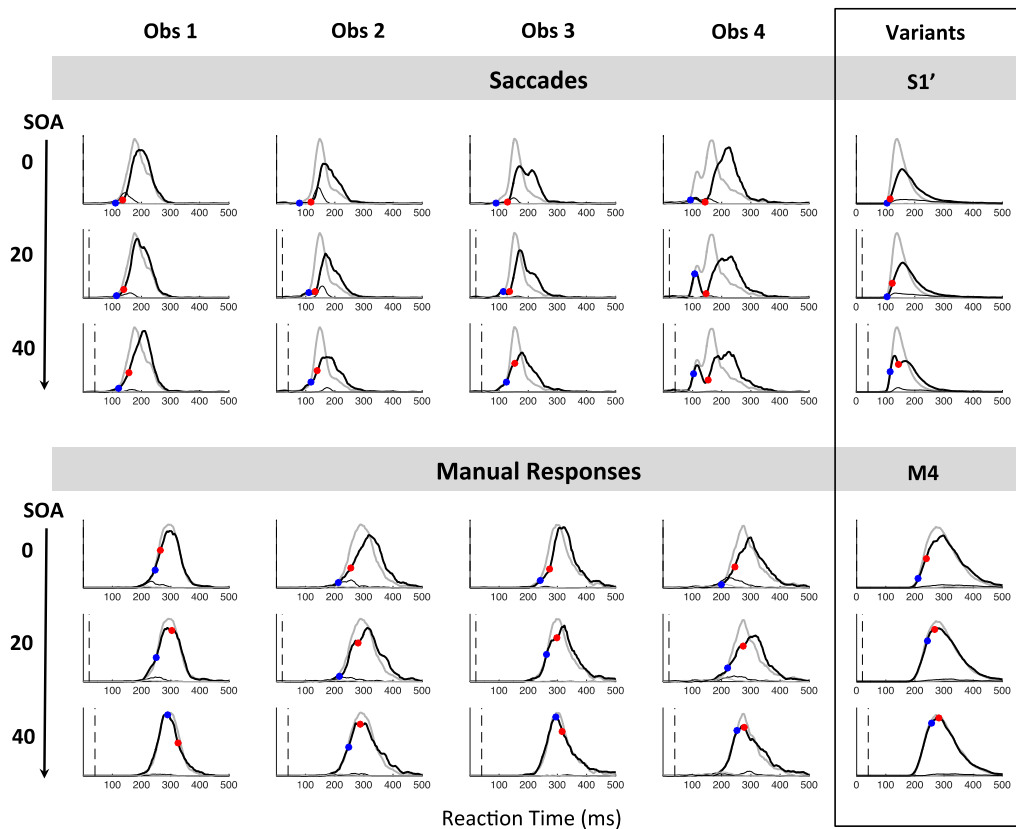 Obs 1 Obs 2 Obs 3 Obs 4 Variants
Saccades S1’
SOA
0
100 200 300 400 500 100 200 300 400 500 100 200 300 400 500 100 200 300 400 500 0 100 200 300 400 500
20
100 200 300 400 500 100 200 300 400 500 100 200 300 400 500 100 200 300 400 500 0 100 200 300 400 500
40
100 200 300 400 500 100 200 300 400 500 100 200 300 400 500 100 200 300 400 500 0 100 200 300 400 500
Manual Responses M4
SOA
0
100 200 300 400 500 100 200 300 400 500 100 200 300 400 500 100 200 300 400 500 0 100 200 300 400 500
20
100 200 300 400 500 100 200 300 400 500 100 200 300 400 500 100 200 300 400 500 0 100 200 300 400 500
40
100 200 300 400 500 100 200 300 400 500 100 200 300 400 500 100 200 300 400 500 0 100 200 300 400 500
Reaction Time (ms)